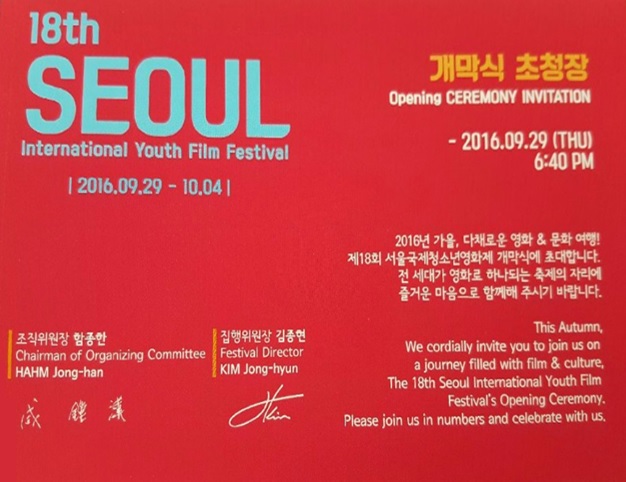 18th
SEOUL
International Youth Film Festival
| 2016.09.29 - 10.04 |
개막식 초청장
Opening CEREMONY INVITATION
- 2016.09.29 (THU)
6:40 PM
2016년 가을, 다채로운 영화 & 문화 여행!
제18회 서울국제청소년영화제 개막식에 초대합니다.
전 세대가 영화로 하나되는 축제의 자리에
즐거운 마음으로 함께해 주시기 바랍니다.
This Autumn,
We cordially invite you to join us on
a journey filled with film & culture,
The 18th Seoul International Youth Film
Festival's Opening Ceremony.
Please join us in numbers and celebrate with us.
조직위원장 함종한
Chairman of Organizing Committee
HAHM Jong-han
집행위원장 김종현
Festival Director
KIM Jong-hyun